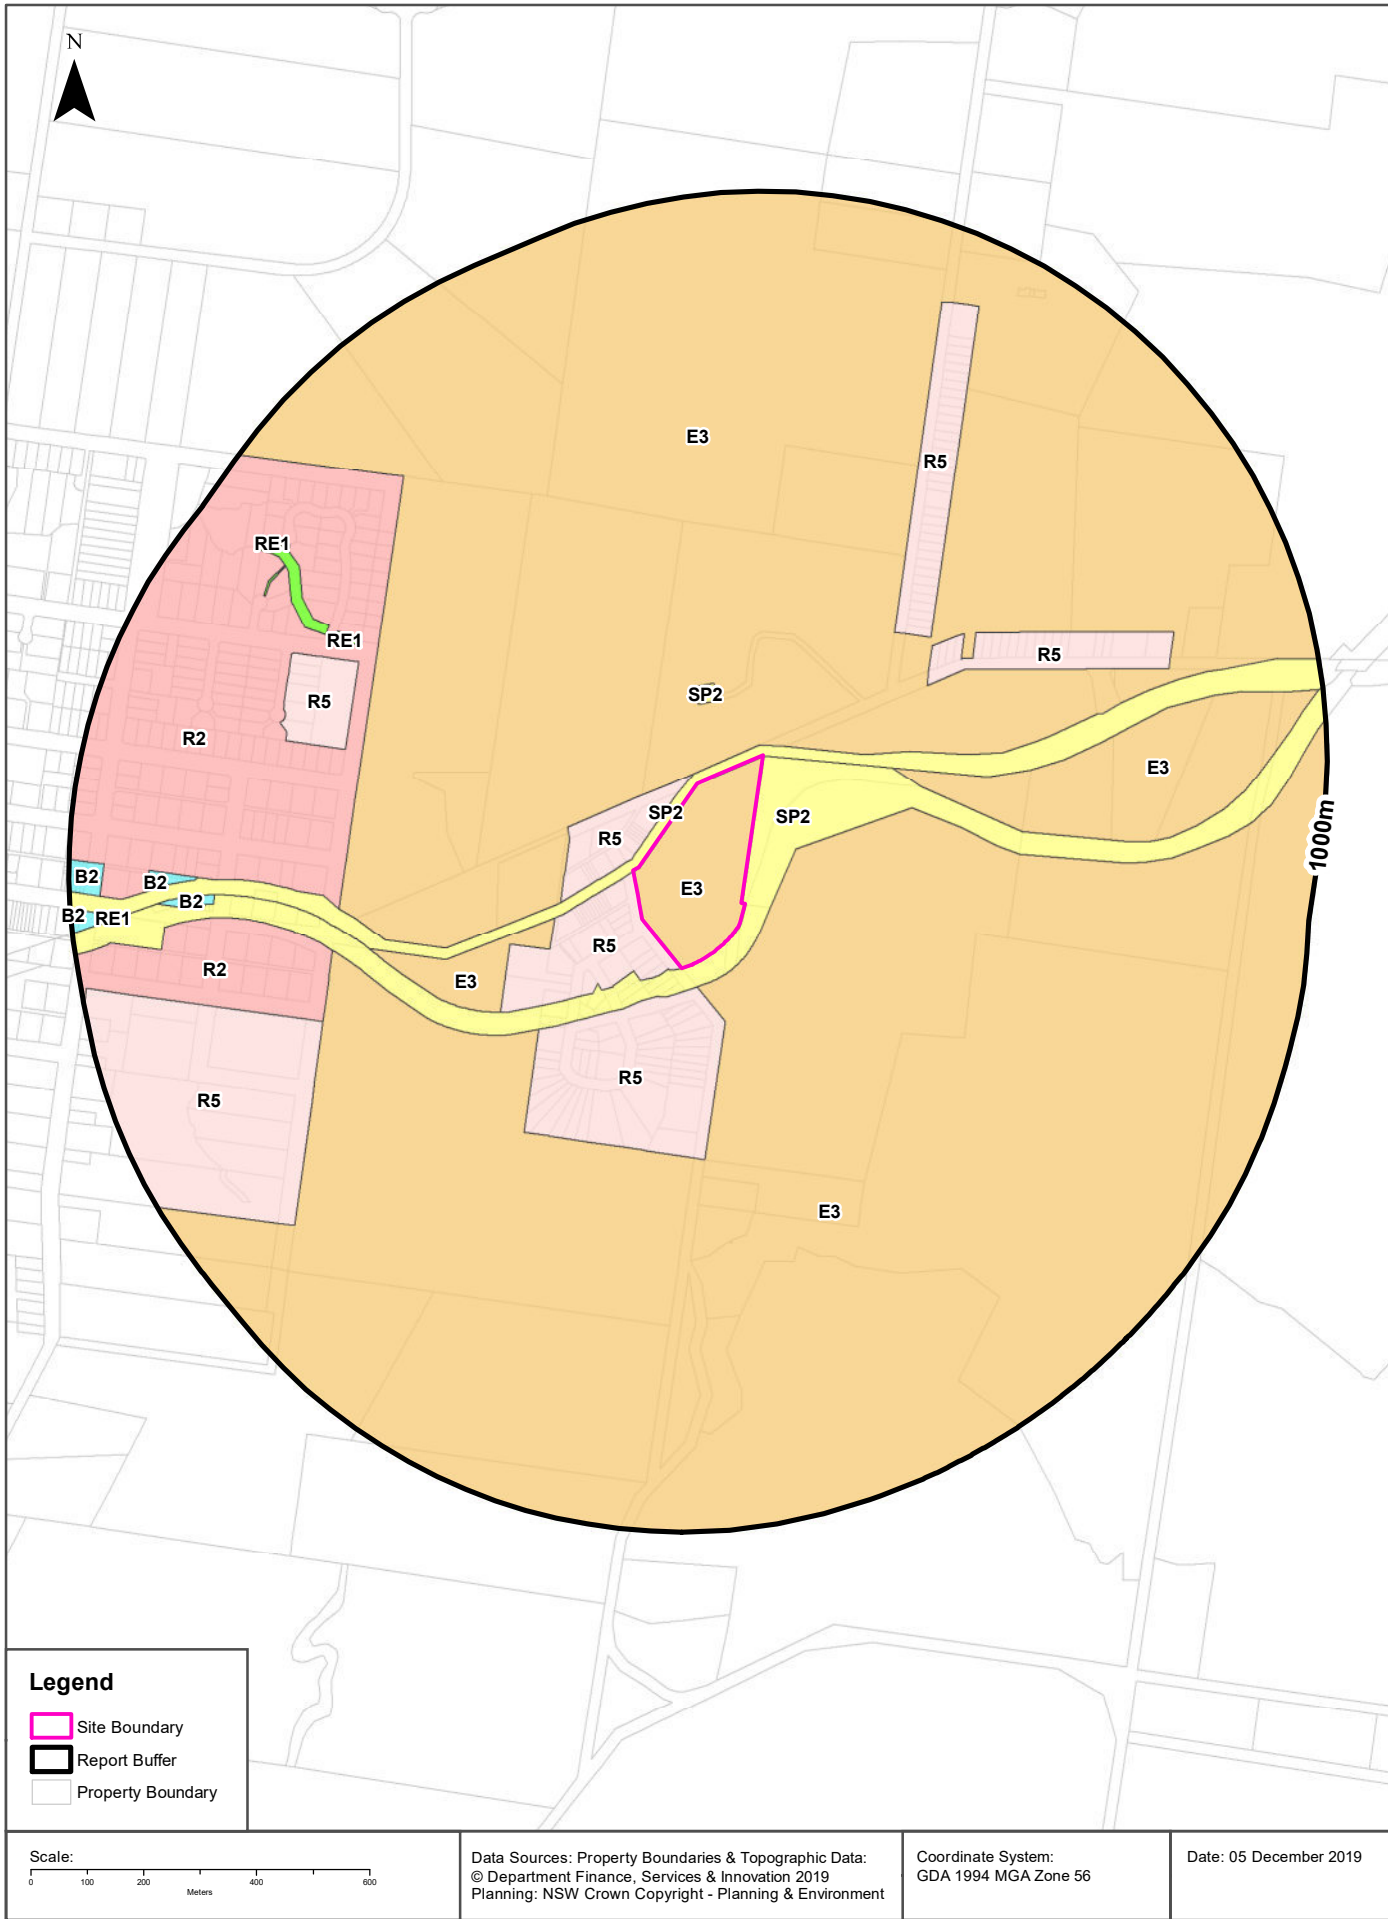 N
E3
R5
RE1
RE1
R5
R5
SP2
R2
E3
SP2
SP2
R5
B2
B2
E3
B2
B2
RE1
R5
R2
E3
R5
R5
E3
1000m
Legend
Site Boundary
Report Buffer
Property Boundary
Scale:
0 100 200 400 600
Meters
Data Sources: Property Boundaries & Topographic Data:
© Department Finance, Services & Innovation 2019
Planning: NSW Crown Copyright - Planning & Environment
Coordinate System:
GDA 1994 MGA Zone 56
Date: 05 December 2019